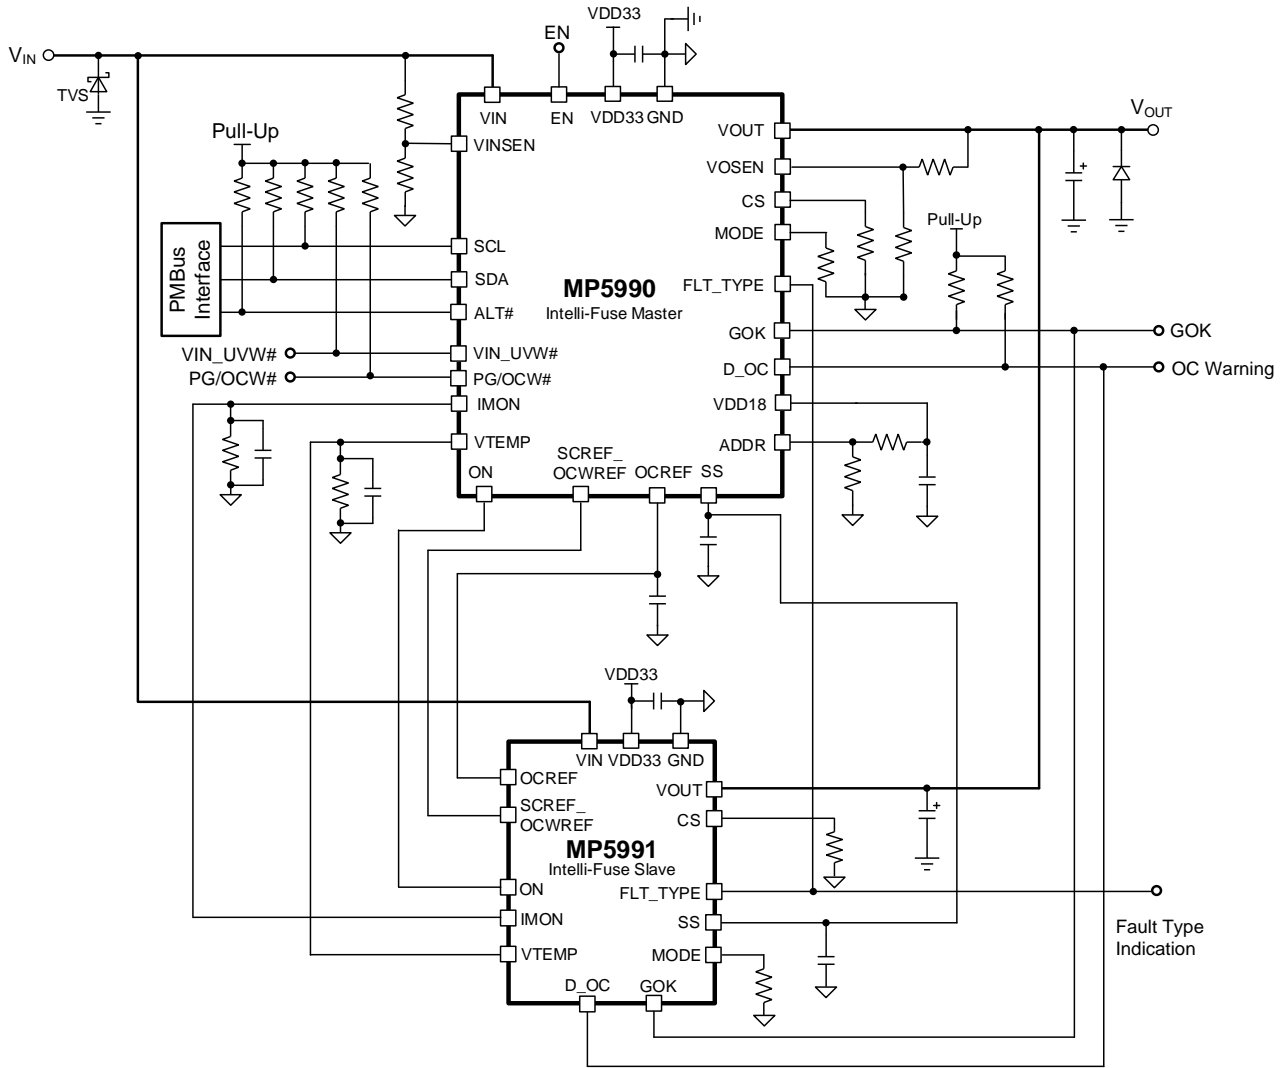 VDD33
EN
VIN
TVS
VIN
EN
VDD33 GND
VOUT
VOUT
Pull-Up
VINSEN
VOSEN
CS
Pull-Up
MODE
PMBus
Interface
SCL
SDA
ALT#
MP5990
Intelli-Fuse Master
FLT_TYPE
GOK
GOK
VIN_UVW#
VIN_UVW#
D_OC
OC Warning
PG/OCW#
PG/OCW#
IMON
VDD18
VTEMP
ADDR
ON
SCREF_
OCWREF
OCREF
SS
VDD33
VIN
VDD33
GND
OCREF
VOUT
SCREF_
OCWREF
CS
MP5991
Intelli-Fuse Slave
ON
FLT_TYPE
IMON
SS
Fault Type
Indication
VTEMP
MODE
D_OC
GOK